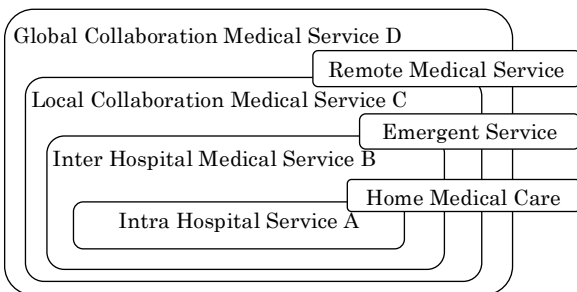 Global Collaboration Medical Service D
Remote Medical Service
Local Collaboration Medical Service C
Emergent Service
Inter Hospital Medical Service B
Home Medical Care
Intra Hospital Service A